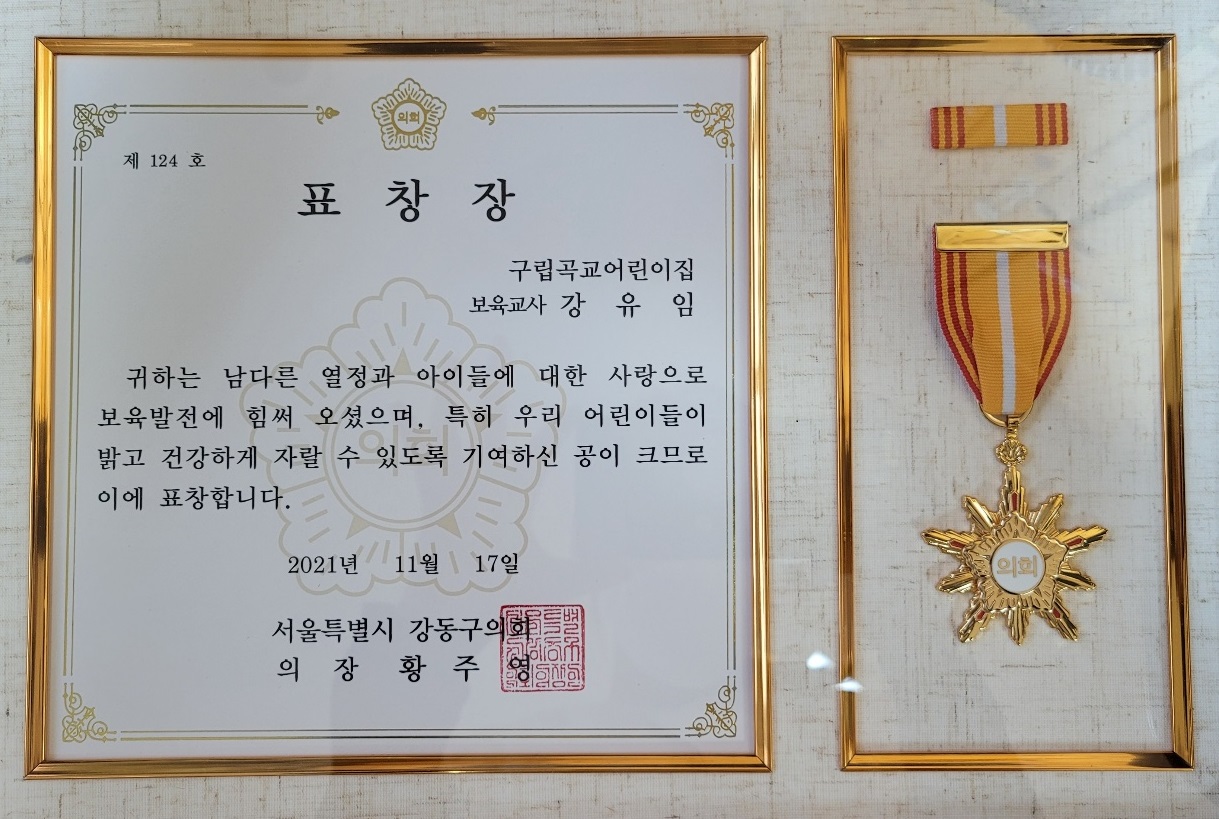 의회
제 124 호
표 창 장
구립곡교어린이집
보육교사 강 유 임
귀하는 남다른 열정과 아이들에 대한 사랑으로
보육발전에 힘써 오셨으며, 특히 우리 어린이들이
밝고 건강하게 자랄 수 있도록 기여하신 공이 크므로
이에 표창합니다.
의회
2021년 11월 17일
서울특별시 강동구의회
의 장 황 주 영
의회